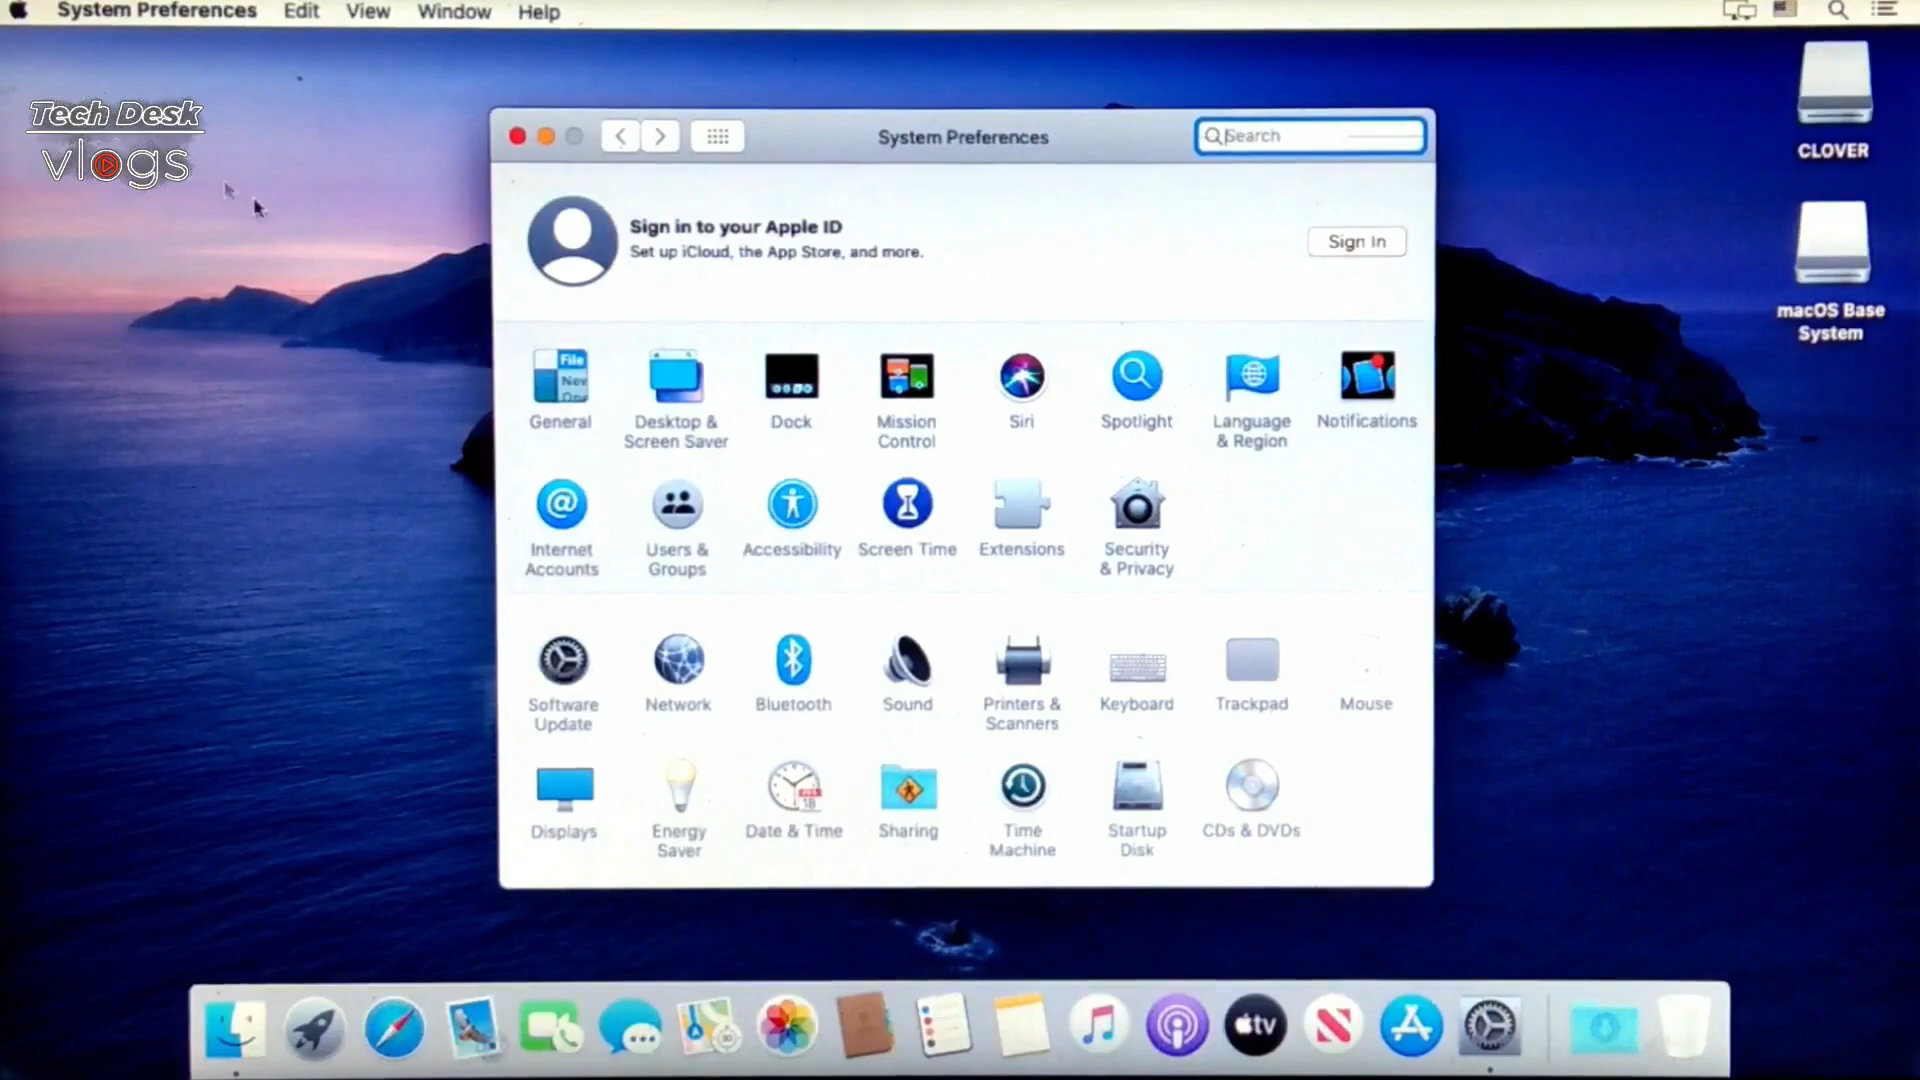 System Preferences Edit View Window Help
Tech Desk
vlogs
System Preferences
Search
CLOVER
macOS Base
System
Sign in to your Apple ID
Set up iCloud, the App Store, and more.
Sign In
File
New
General
Desktop &
Screen Saver
Dock
Mission
Control
Siri
Spotlight
Language
& Region
Notifications
Internet
Accounts
Users &
Groups
Accessibility
Screen Time
Extensions
Security
& Privacy
Software
Update
Network
Bluetooth
Sound
Printers &
Scanners
Keyboard
Trackpad
Mouse
Displays
Energy
Saver
Date & Time
18
Sharing
Time
Machine
Startup
Disk
CDs & DVDs
tv